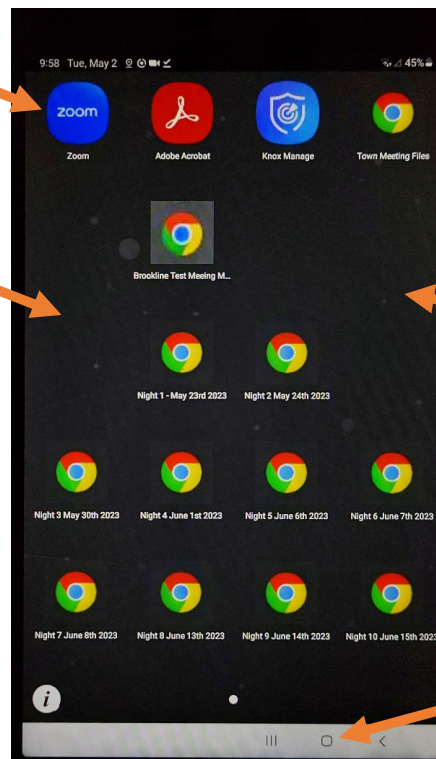 9:58 Tue, May 2 45%
zoom
Zoom Adobe Acrobat Knox Manage Town Meeting Files
Brookline Test Meeing M...
Night 1 - May 23rd 2023 Night 2 May 24th 2023
Night 3 May 30th 2023 Night 4 June 1st 2023 Night 5 June 6th 2023 Night 6 June 7th 2023
Night 7 June 8th 2023 Night 8 June 13th 2023 Night 9 June 14th 2023 Night 10 June 15th 2023
i